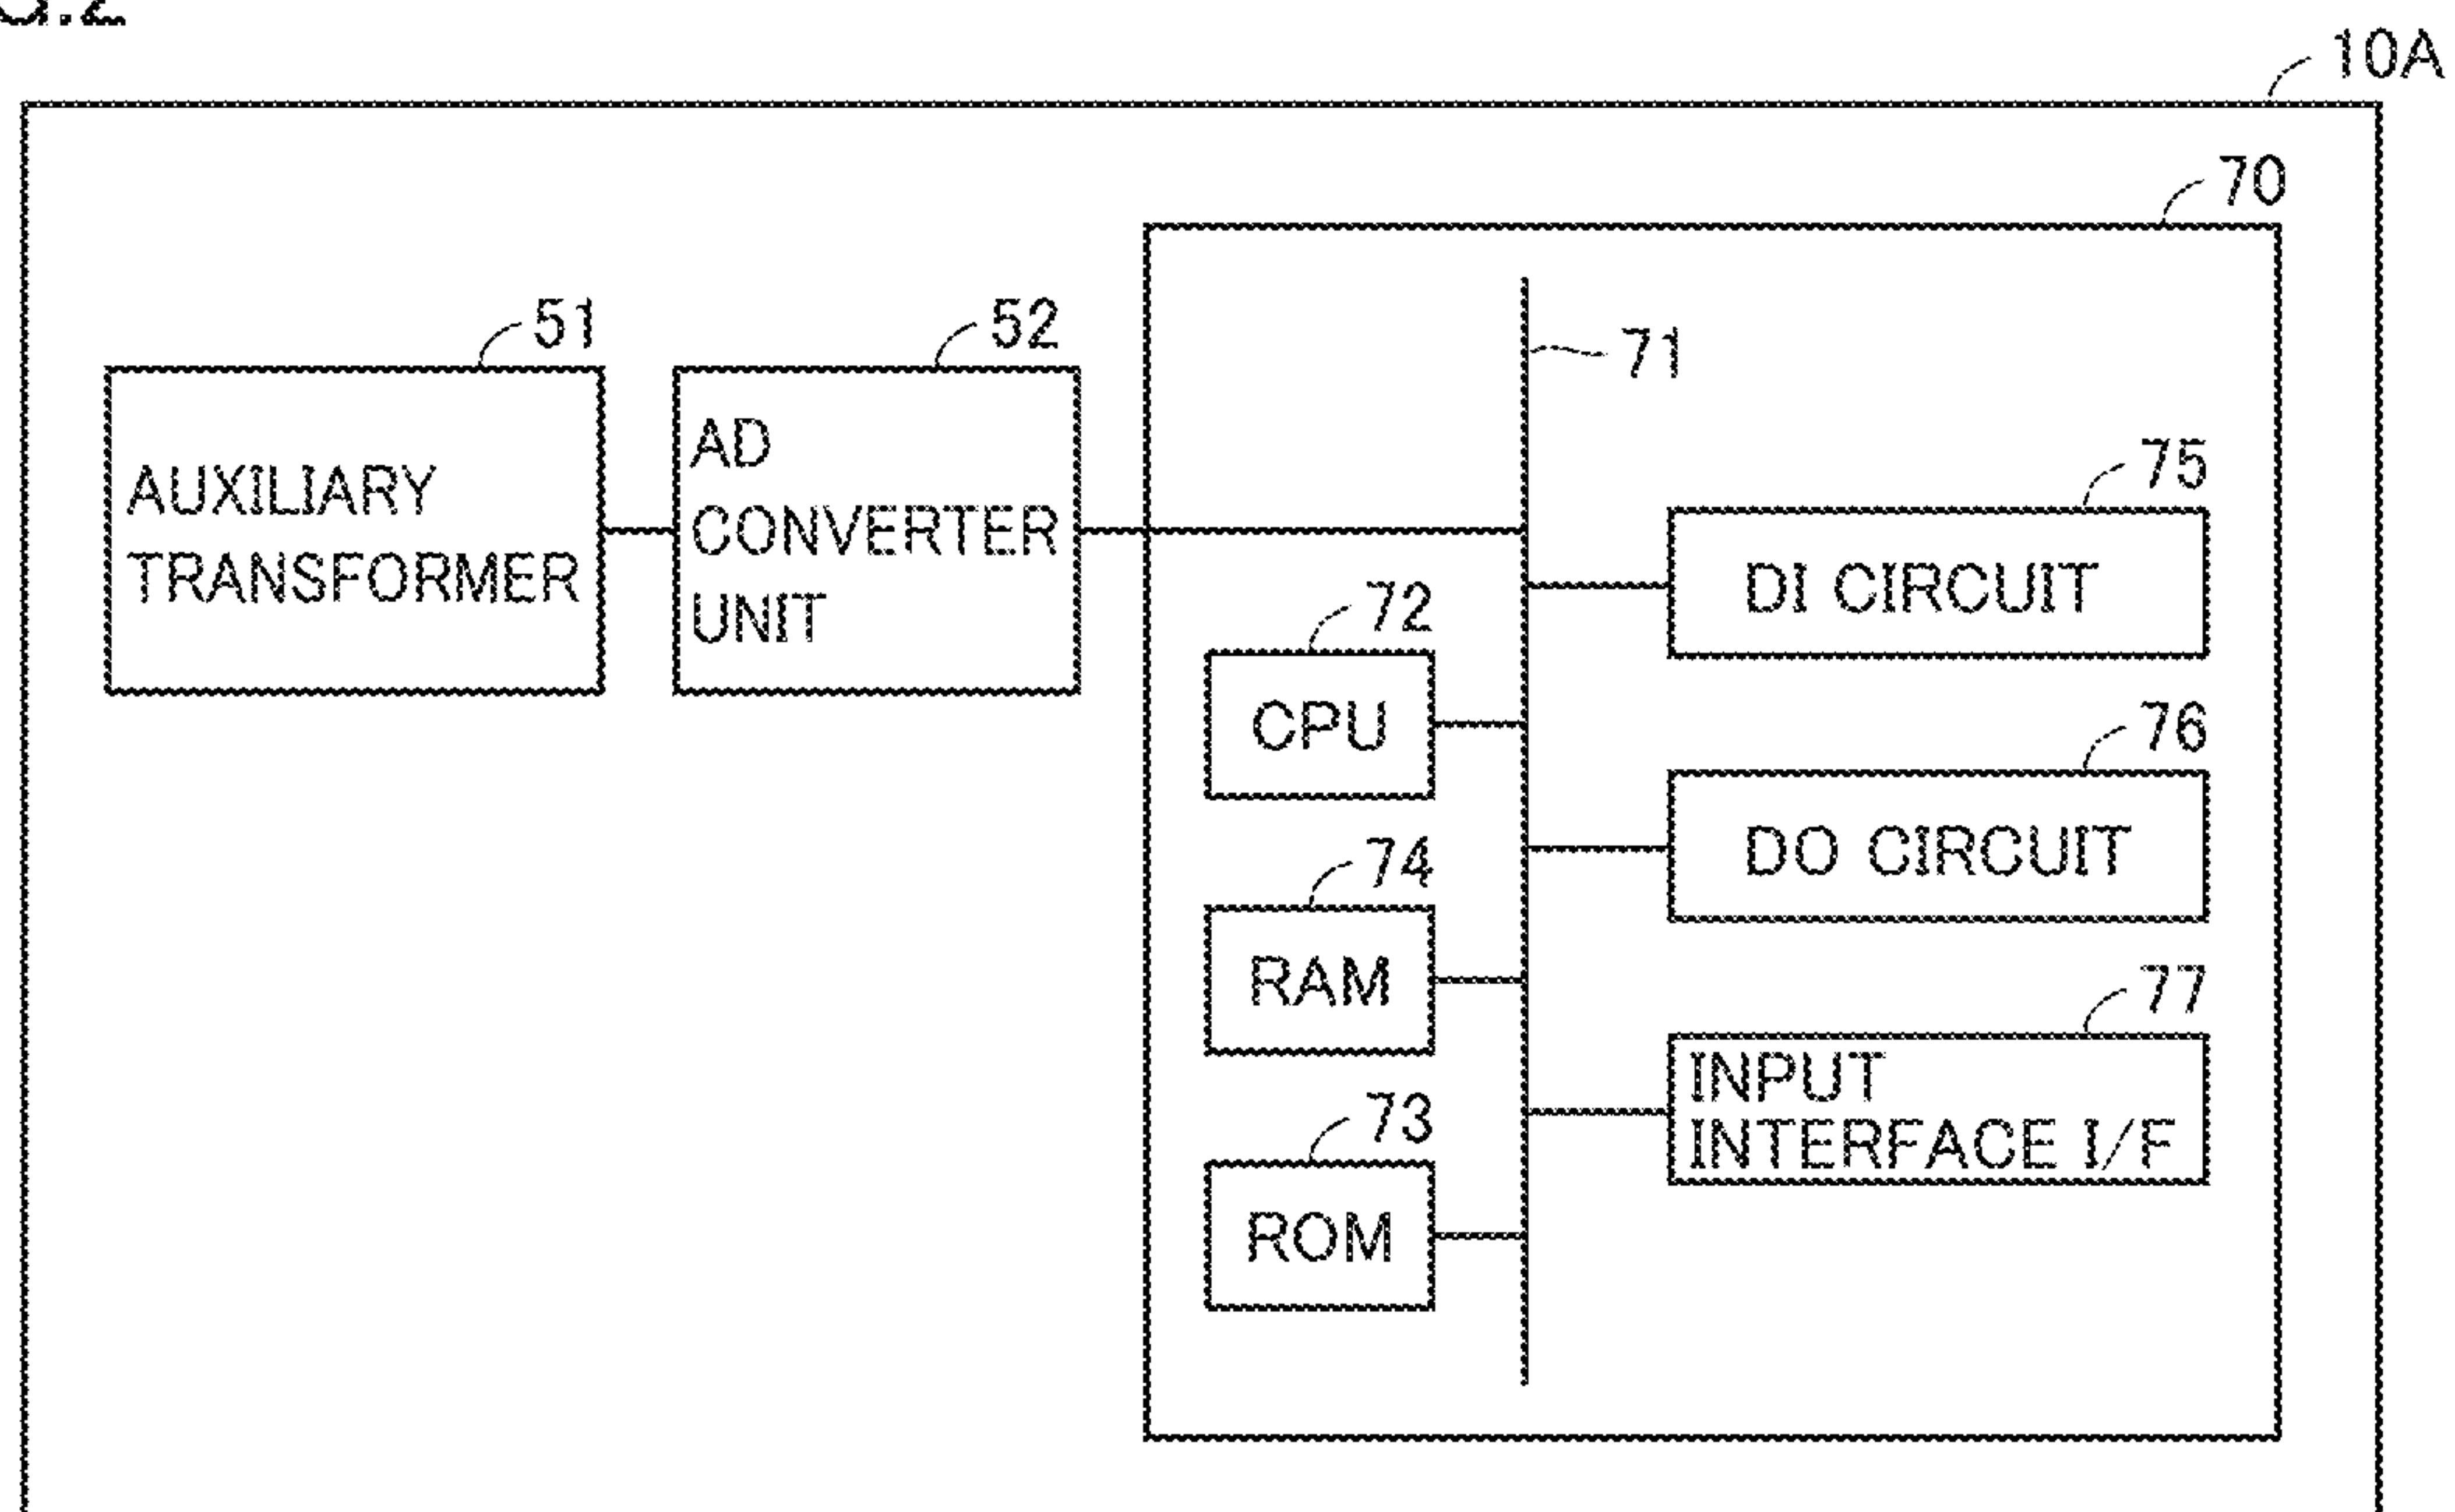 10A
70
51
52
71
AUXILIARY
TRANSFORMER
AD
CONVERTER
UNIT
75
DI CIRCUIT
72
CPU
76
DO CIRCUIT
74
RAM
77
INPUT
INTERFACE I/F
73
ROM